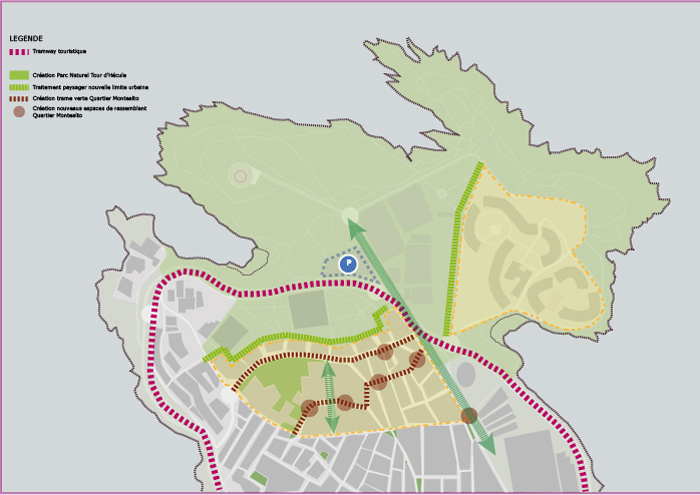 LEGENDE
Tramway touristique
Création Parc Naturel Tour d'Hécule
Traitement paysager nouvelle limite urbaine
Création trame verte Quartier Montealto
Création nouveaux espaces de rassemblent
Quartier Montealto
P